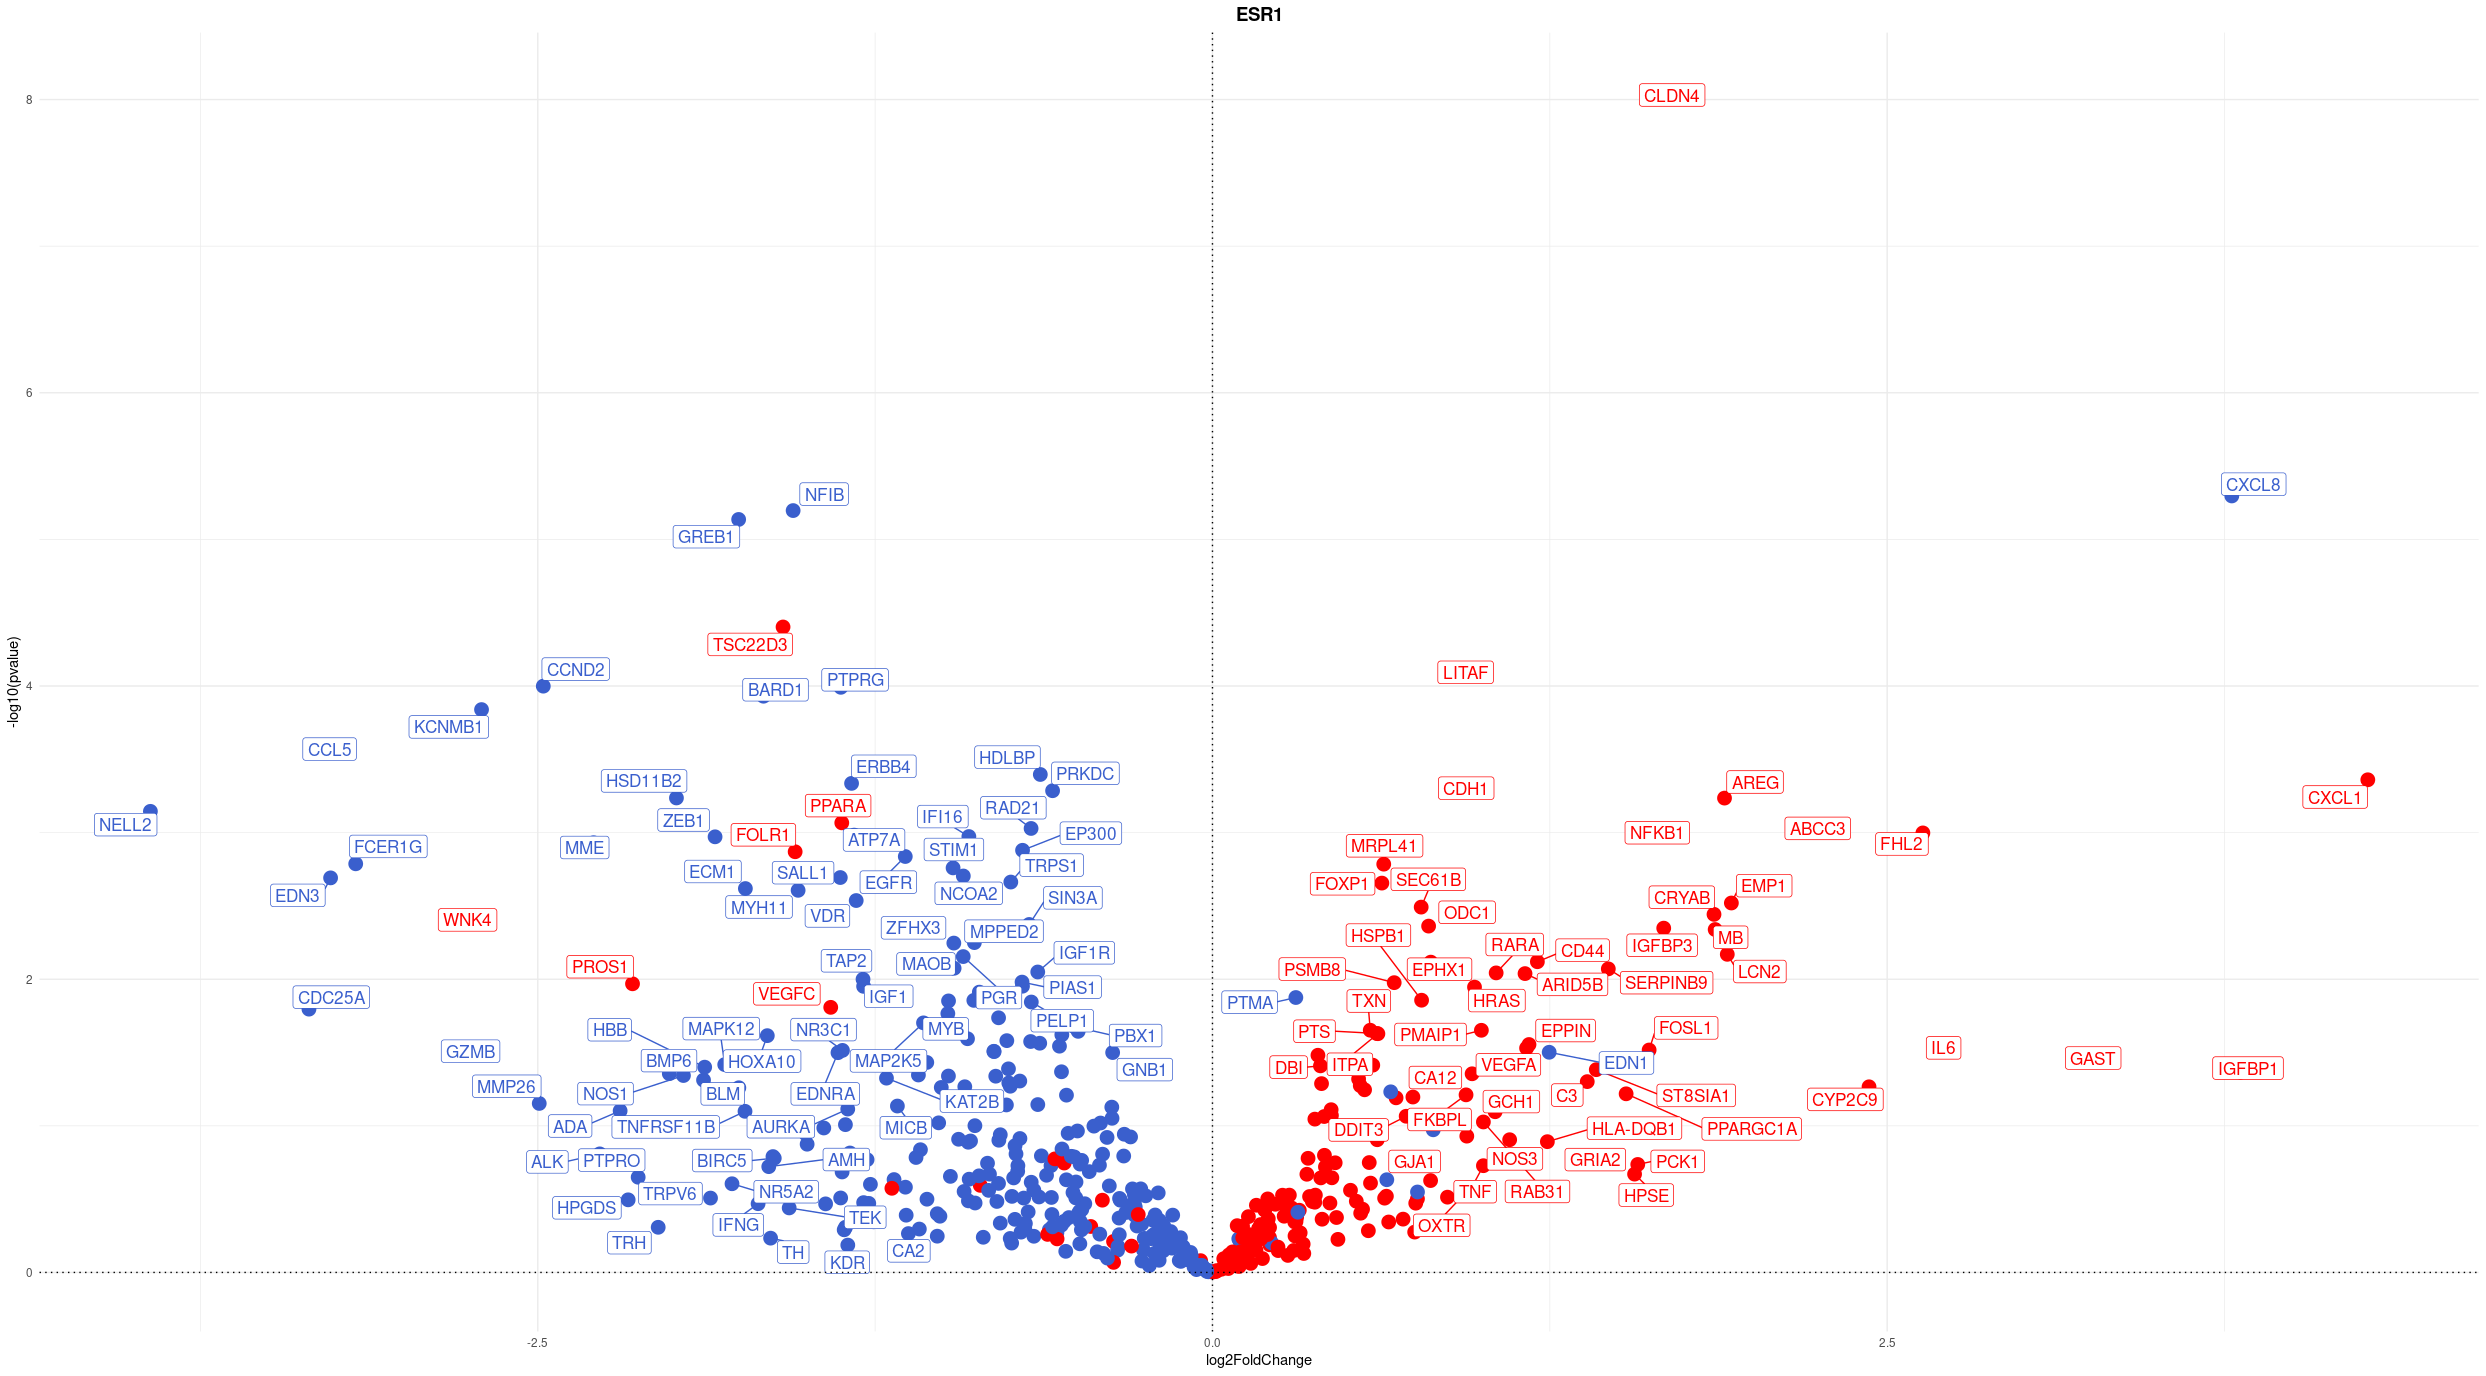 ESR1
8
CLDN4
6
CXCL8
NFIB
GREB1
TSC22D3
CCND2
LITAF
PTPRG
BARD1
4
-log10(pvalue)
KCNMB1
CCL5
HDLBP
ERBB4
PRKDC
HSD11B2
AREG
CDH1
CXCL1
PPARA
RAD21
IFI16
ZEB1
NELL2
ABCC3
NFKB1
EP300
FOLR1
ATP7A
FHL2
MRPL41
FCER1G
MME
STIM1
TRPS1
ECM1
SALL1
SEC61B
EGFR
FOXP1
EMP1
NCOA2
EDN3
CRYAB
SIN3A
MYH11
ODC1
VDR
WNK4
ZFHX3
MPPED2
HSPB1
MB
RARA
IGFBP3
CD44
IGF1R
TAP2
MAOB
PROS1
PSMB8
EPHX1
LCN2
2
SERPINB9
ARID5B
PIAS1
VEGFC
IGF1
PGR
CDC25A
TXN
HRAS
PTMA
PELP1
HBB
MAPK12
NR3C1
MYB
FOSL1
PTS
EPPIN
PMAIP1
PBX1
IL6
GZMB
GAST
BMP6
HOXA10
MAP2K5
EDN1
ITPA
VEGFA
DBI
IGFBP1
GNB1
CA12
MMP26
NOS1
BLM
EDNRA
C3
ST8SIA1
CYP2C9
KAT2B
GCH1
FKBPL
ADA
TNFRSF11B
AURKA
MICB
DDIT3
HLA-DQB1
PPARGC1A
NOS3
ALK
PTPRO
BIRC5
AMH
GJA1
GRIA2
PCK1
TRPV6
NR5A2
TNF
RAB31
HPSE
HPGDS
TEK
IFNG
OXTR
TRH
TH
CA2
KDR
0
-2.5
0.0
2.5
log2FoldChange